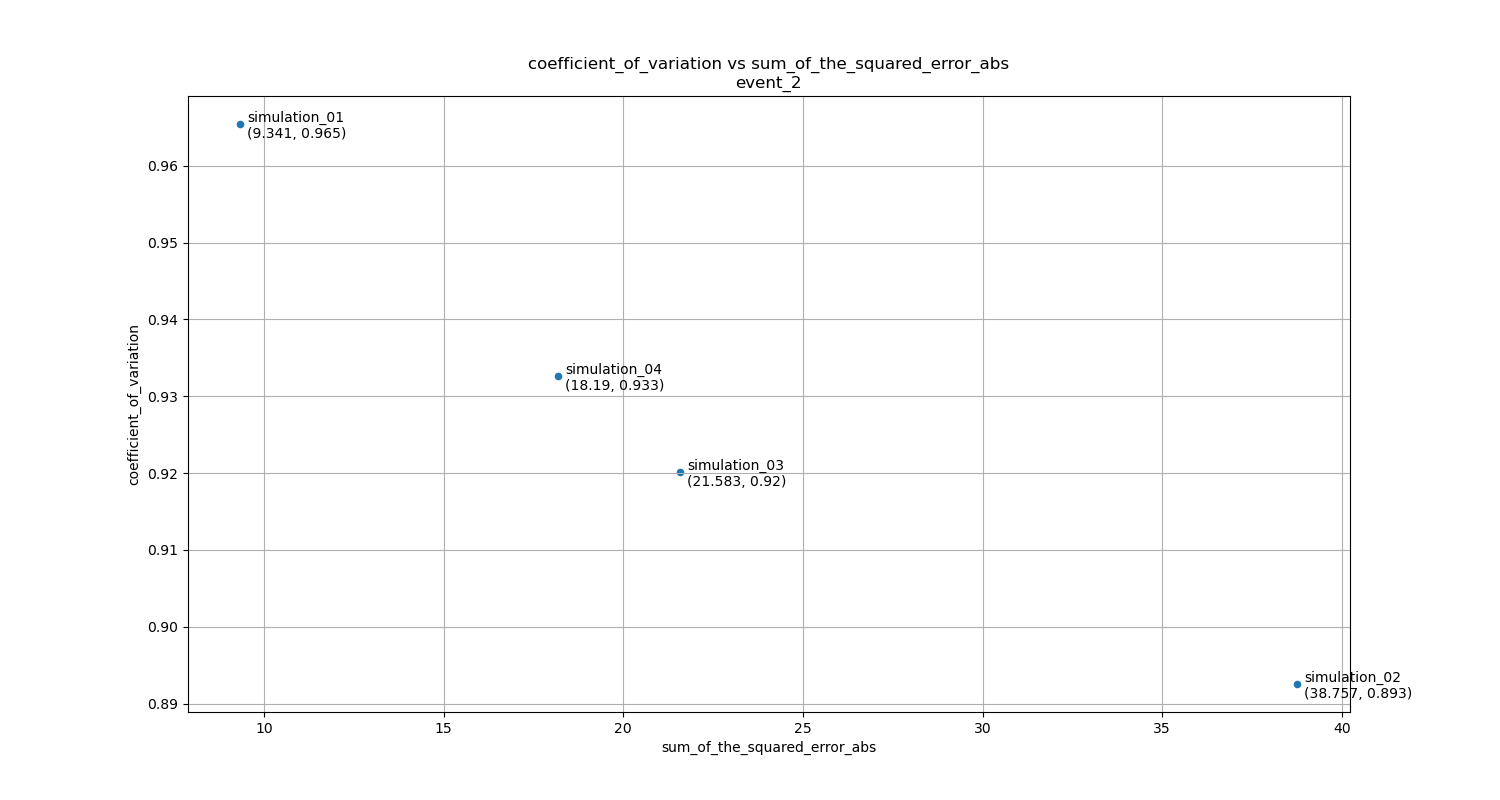 coefficient_of_variation vs sum_of_the_squared_error_abs
event_2
simulation_01
(9.341, 0.965)
0.96
0.95
0.94
simulation_04
(18.19, 0.933)
0.93
coefficient_of_variation
simulation_03
(21.583, 0.92)
0.92
0.91
0.90
simulation_02
(38.757, 0.893)
0.89
10 15 20 25 30 35 40
sum_of_the_squared_error_abs